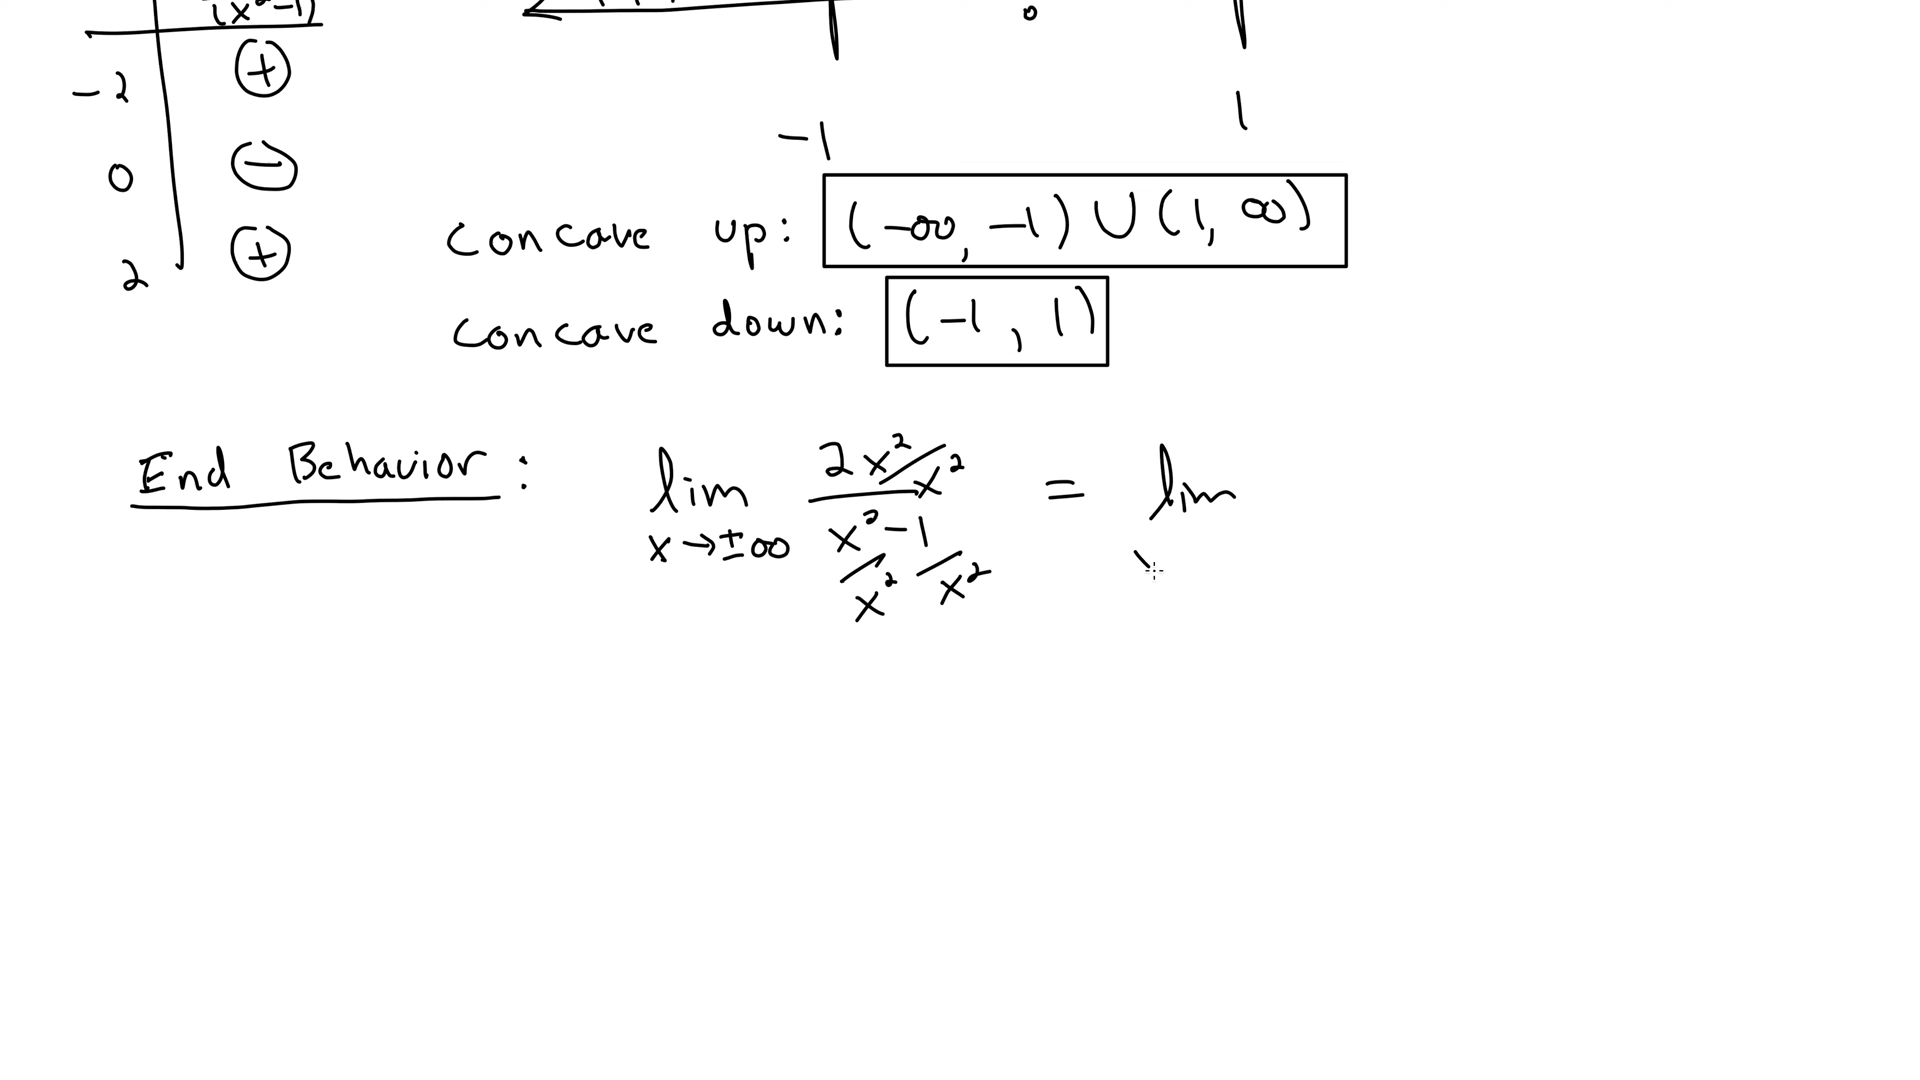 (x²-1)
-2 ⊕
0 ⊖
2 ⊕
0
-1 1
Concave up: (-∞, -1) ∪ (1, ∞)
Concave down: (-1, 1)
End Behavior: lim x→±∞ (2x²/x²)/(x²/x² - 1/x²) = lim